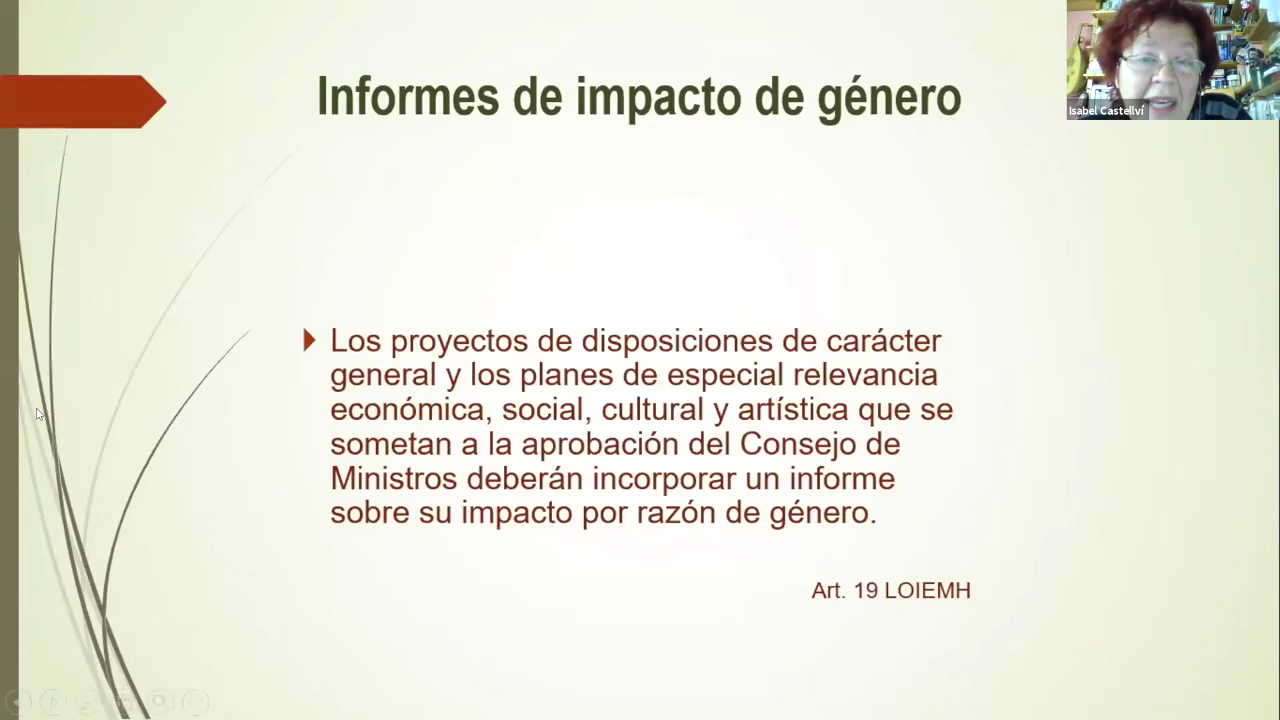 Informes de impacto de género
Isabel Castellví
Los proyectos de disposiciones de carácter
general y los planes de especial relevancia
económica, social, cultural y artística que se
sometan a la aprobación del Consejo de
Ministros deberán incorporar un informe
sobre su impacto por razón de género.
Art. 19 LOIEMH